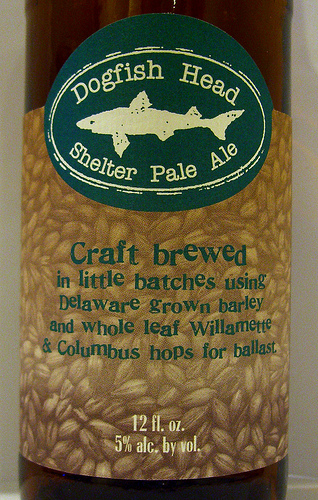 Dogfish Head
Shelter Pale Ale
Craft brewed
in little batches using
Delaware grown barley
and whole leaf Willamette
& Columbus hops for ballast.
12 fl. oz.
5% alc. by vol.